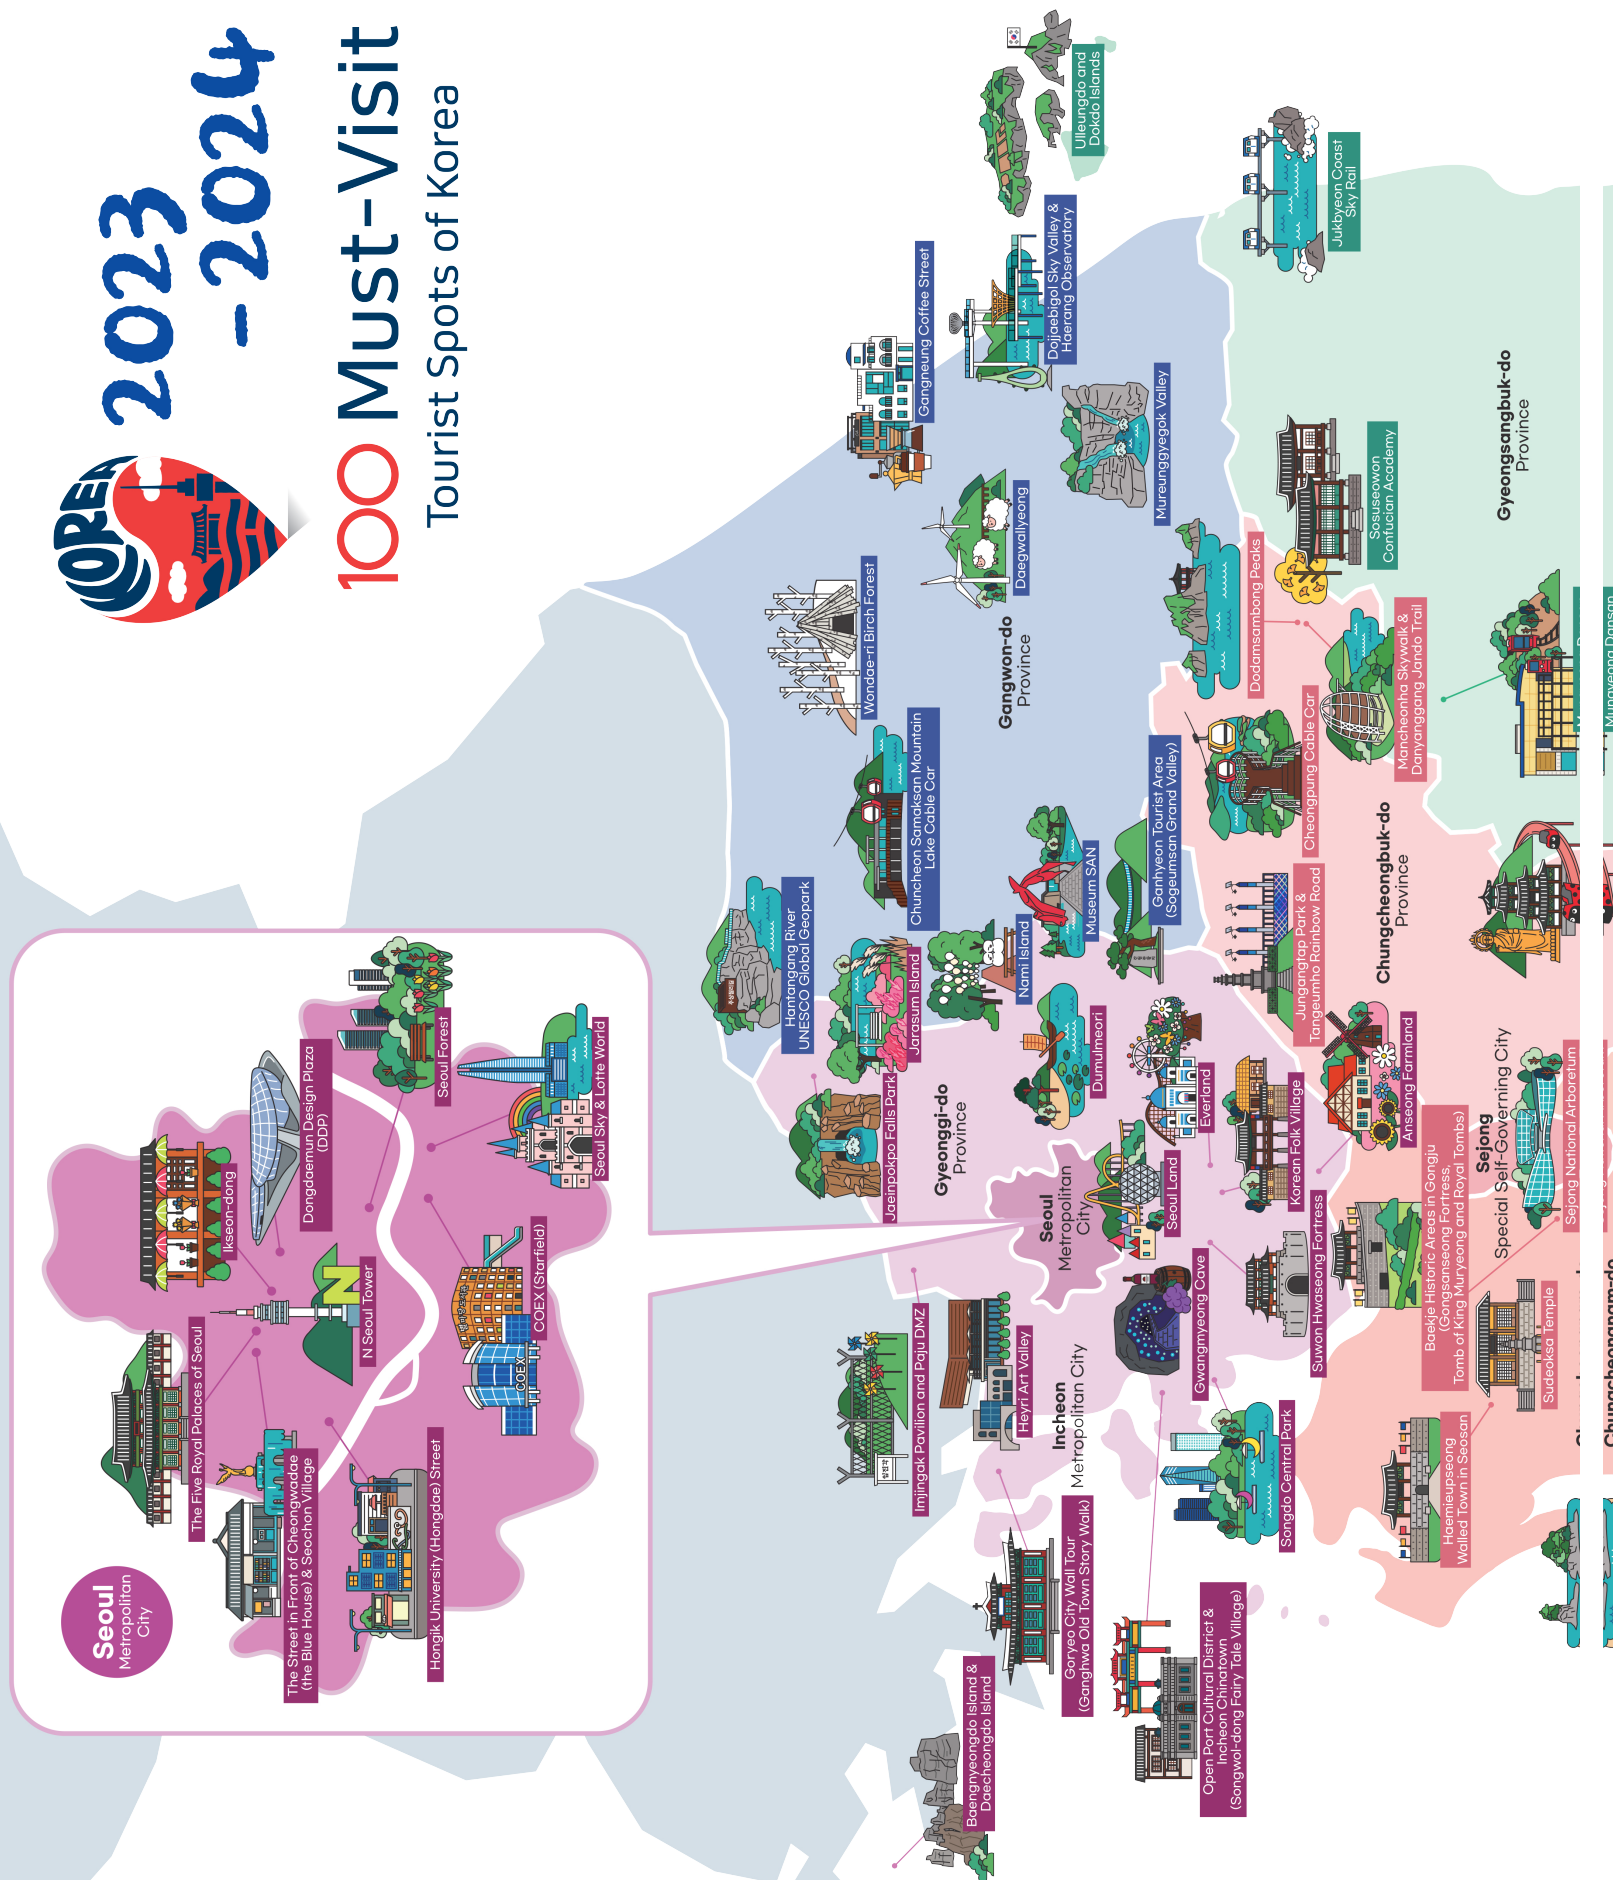 KOREA
2023
-2024
100 Must-Visit
Tourist Spots of Korea
Seoul
Metropolitan
City
The Five Royal Palaces of Seoul
Ikseon-dong
Dongdaemun Design Plaza
(DDP)
Seoul Forest
The Street in Front of Cheongwadae
(the Blue House) & Seochon Village
N Seoul Tower
N
Hongik University (Hongdae) Street
COEX
COEX (Starfield)
Seoul Sky & Lotte World
Hantangang River
UNESCO Global Geopark
Wondae-ri Birch Forest
Chuncheon Samaksan Mountain
Lake Cable Car
Gangneung Coffee Street
Daegwallyeong
Dojjaebigol Sky Valley &
Haerang Observatory
Ulleungdo and
Dokdo Islands
Gangwon-do
Province
Mureunggyegok Valley
Nami Island
Museum SAN
Ganhyeon Tourist Area
(Sogeumsan Grand Valley)
Jaeinpokpo Falls Park
Jarasum Island
Gyeonggi-do
Province
Dumulmeori
Imjingak Pavilion and Paju DMZ
Heyri Art Valley
Seoul
Metropolitan
City
Seoul Land
Everland
Korean Folk Village
Anseong Farmland
Gwangmyeong Cave
Suwon Hwaseong Fortress
Incheon
Metropolitan City
Baengnyeongdo Island &
Daecheongdo Island
Goryeo City Wall Tour
(Ganghwa Old Town Story Walk)
Open Port Cultural District &
Incheon Chinatown
(Songwol-dong Fairy Tale Village)
Songdo Central Park
Jukbyeon Coast
Sky Rail
Sosuseowon
Confucian Academy
Gyeongsangbuk-do
Province
Dodamsambong Peaks
Cheongpung Cable Car
Mancheonha Skywalk &
Danyanggang Jando Trail
Jungangtap Park &
Tangeumho Rainbow Road
Chungcheongbuk-do
Province
Baekje Historic Areas in Gongju
(Gongsanseong Fortress,
Tomb of King Muryeong and Royal Tombs)
Sejong
Special Self-Governing City
Sejong National Arboretum
Haemieupseong
Walled Town in Seosan
Sudeoksa Temple
Chungcheongnam-do